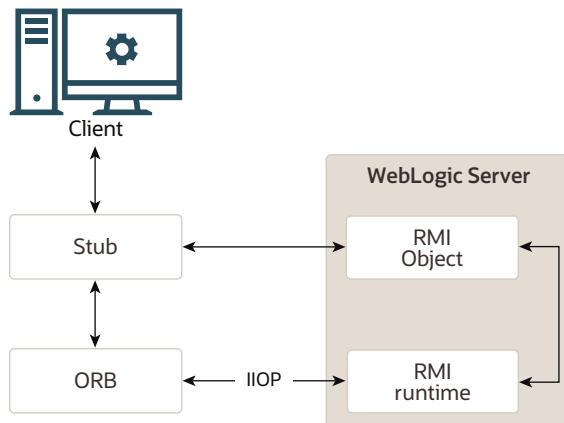 Client
WebLogic Server
Stub
RMI
Object
ORB
IIOP
RMI
runtime